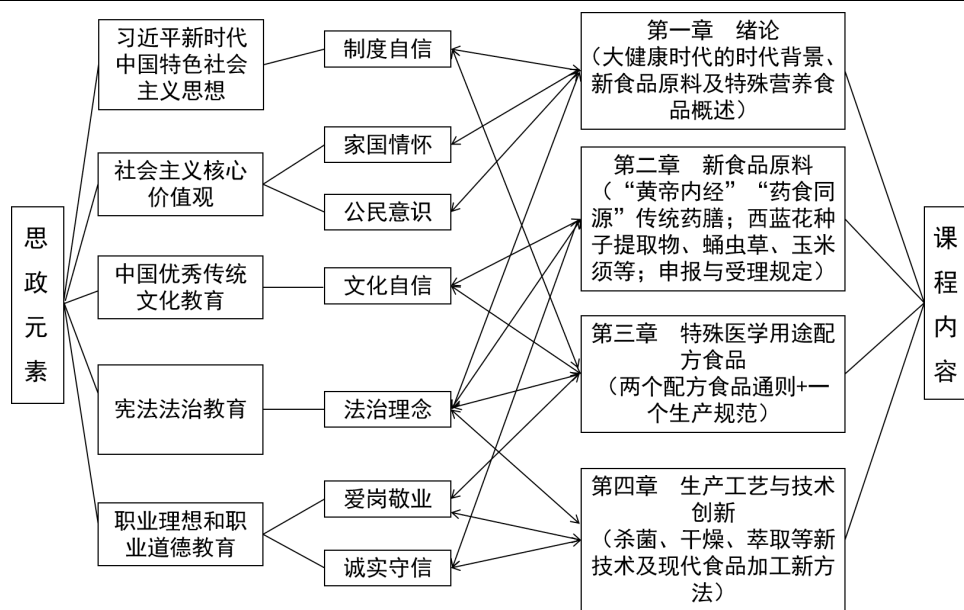 思
政
元
素
习近平新时代
中国特色社会
主义思想
社会主义核心
价值观
中国优秀传统
文化教育
宪法法治教育
职业理想和职
业道德教育
制度自信
家国情怀
公民意识
文化自信
法治理念
爱岗敬业
诚实守信
第一章　绪论
（大健康时代的时代背景、
新食品原料及特殊营养食
品概述）
第二章　新食品原料
（“黄帝内经”“药食同
源”传统药膳；西蓝花种
子提取物、蛹虫草、玉米
须等；申报与受理规定）
第三章　特殊医学用途配
方食品
（两个配方食品通则+一
个生产规范）
第四章　生产工艺与技术
创新
（杀菌、干燥、萃取等新
技术及现代食品加工新方
法）
课
程
内
容